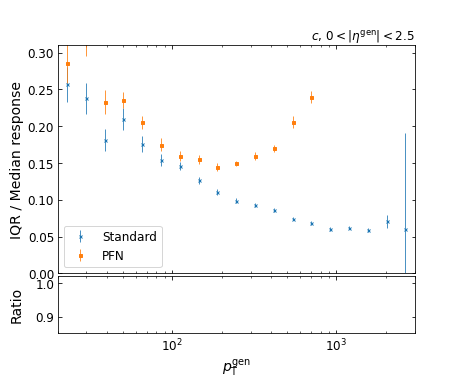 c, 0 < |η^gen| < 2.5
IQR / Median response
0.30
0.25
0.20
0.15
0.10
0.05
0.00
Standard
PFN
Ratio
1.0
0.9
10^2
10^3
p_T^gen